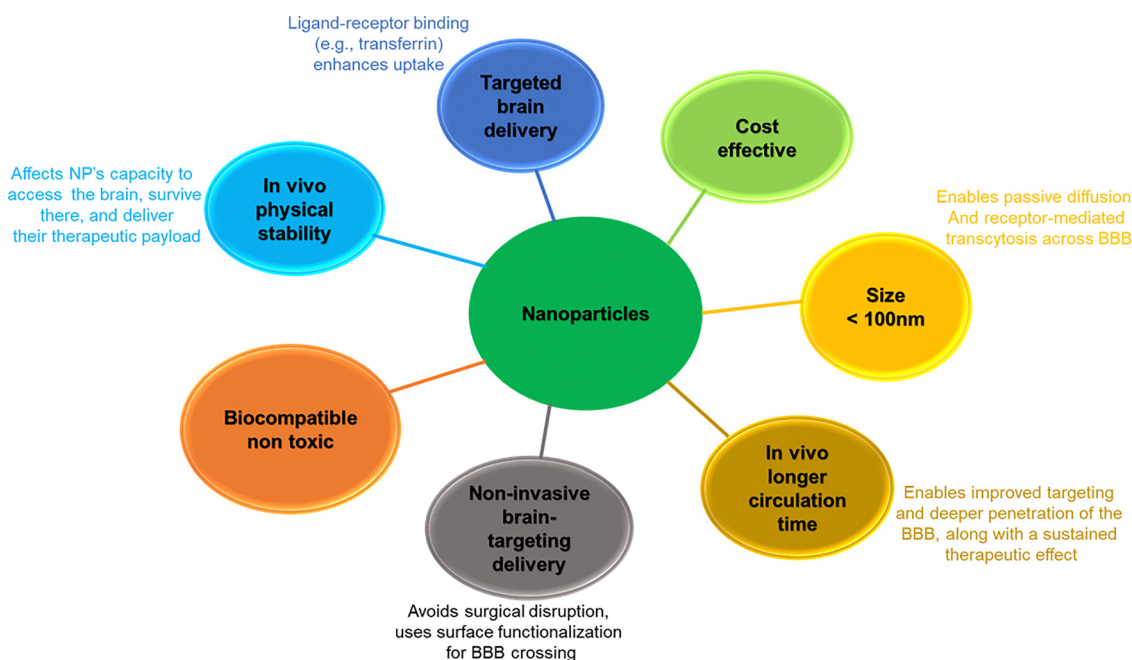 Ligand-receptor binding
(e.g., transferrin)
enhances uptake
Targeted
brain
delivery
Cost
effective
Affects NP's capacity to
access the brain, survive
there, and deliver
their therapeutic payload
In vivo
physical
stability
Enables passive diffusion
And receptor-mediated
transcytosis across BBB
Size
< 100nm
Nanoparticles
Biocompatible
non toxic
Non-invasive
brain-
targeting
delivery
Avoids surgical disruption,
uses surface functionalization
for BBB crossing
In vivo
longer
circulation
time
Enables improved targeting
and deeper penetration of the
BBB, along with a sustained
therapeutic effect